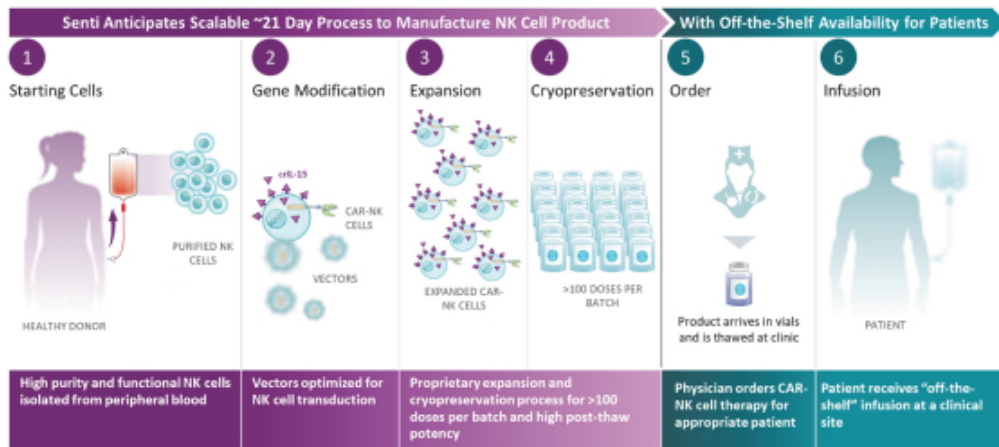 Senti Anticipates Scalable ~21 Day Process to Manufacture NK Cell Product
With Off-the-Shelf Availability for Patients
1
Starting Cells
PURIFIED NK
CELLS
HEALTHY DONOR
High purity and functional NK cells
isolated from peripheral blood
2
Gene Modification
crIL-15
CAR-NK
CELLS
VECTORS
Vectors optimized for
NK cell transduction
3
Expansion
EXPANDED CAR-
NK CELLS
4
Cryopreservation
>100 DOSES PER
BATCH
Proprietary expansion and
cryopreservation process for >100
doses per batch and high post-thaw
potency
5
Order
Product arrives in vials
and is thawed at clinic
Physician orders CAR-
NK cell therapy for
appropriate patient
6
Infusion
PATIENT
Patient receives “off-the-
shelf” infusion at a clinical
site